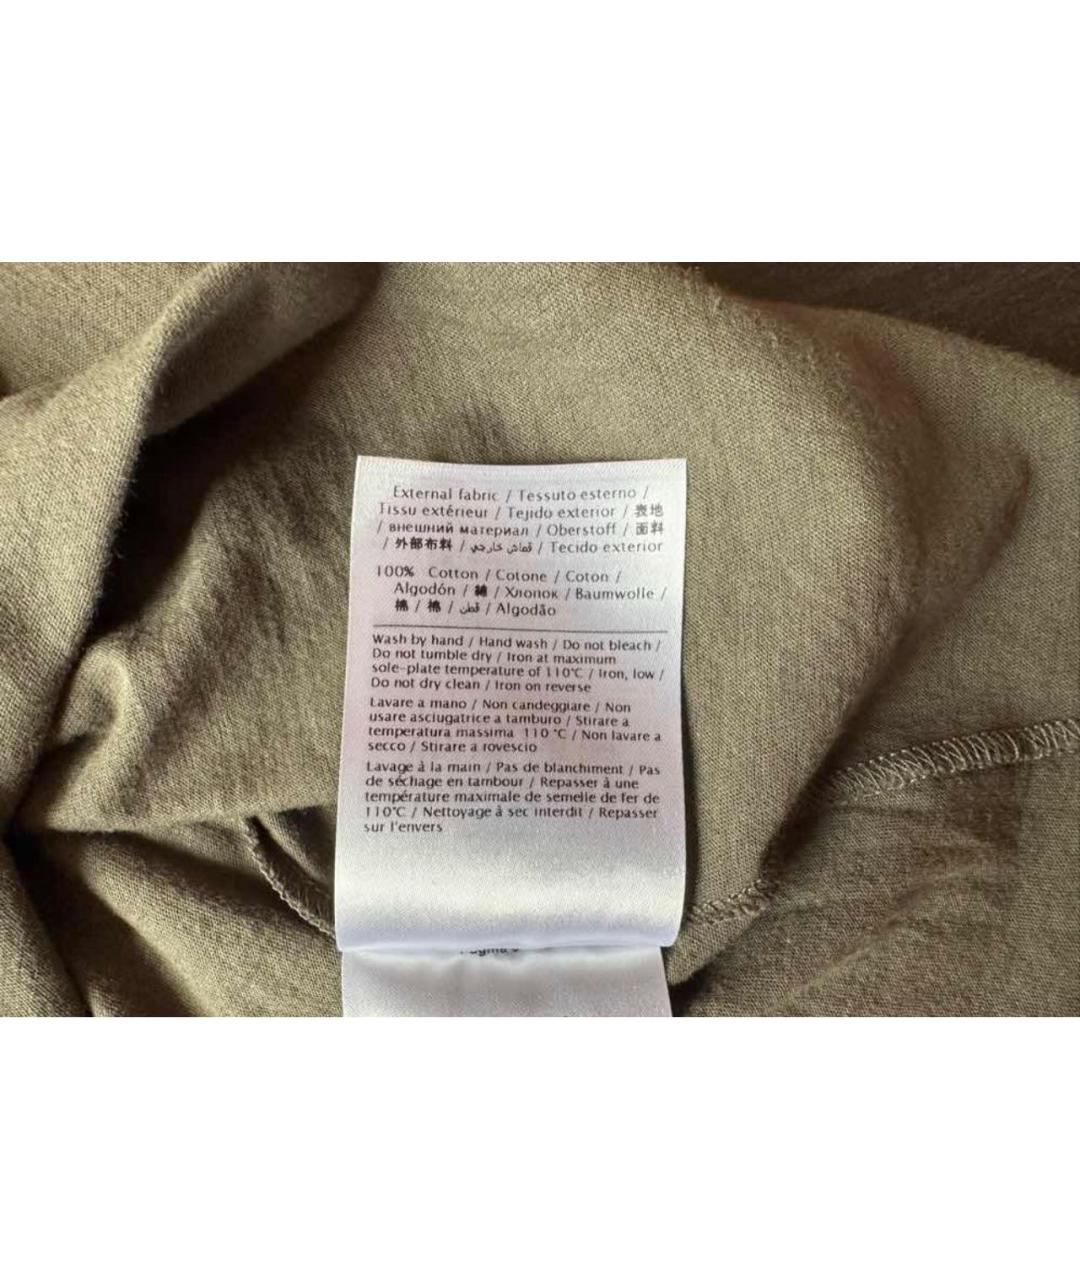 External fabric / Tessuto esterno /
Tissu extérieur / Tejido exterior / 表地
/ внешний материал / Oberstoff / 面料
/ 外部布料 / قماش خارجي / Tecido exterior
100% Cotton / Cotone / Coton /
Algodón / 綿 / Хлопок / Baumwolle /
棉 / 棉 / قطن / Algodão
Wash by hand / Hand wash / Do not bleach /
Do not tumble dry / Iron at maximum
sole-plate temperature of 110°C / Iron, low /
Do not dry clean / Iron on reverse
Lavare a mano / Non candeggiare / Non
usare asciugatrice a tamburo / Stirare a
temperatura massima 110 °C / Non lavare a
secco / Stirare a rovescio
Lavage à la main / Pas de blanchiment / Pas
de séchage en tambour / Repasser à une
température maximale de semelle de fer de
110°C / Nettoyage à sec interdit / Repasser
sur l'envers